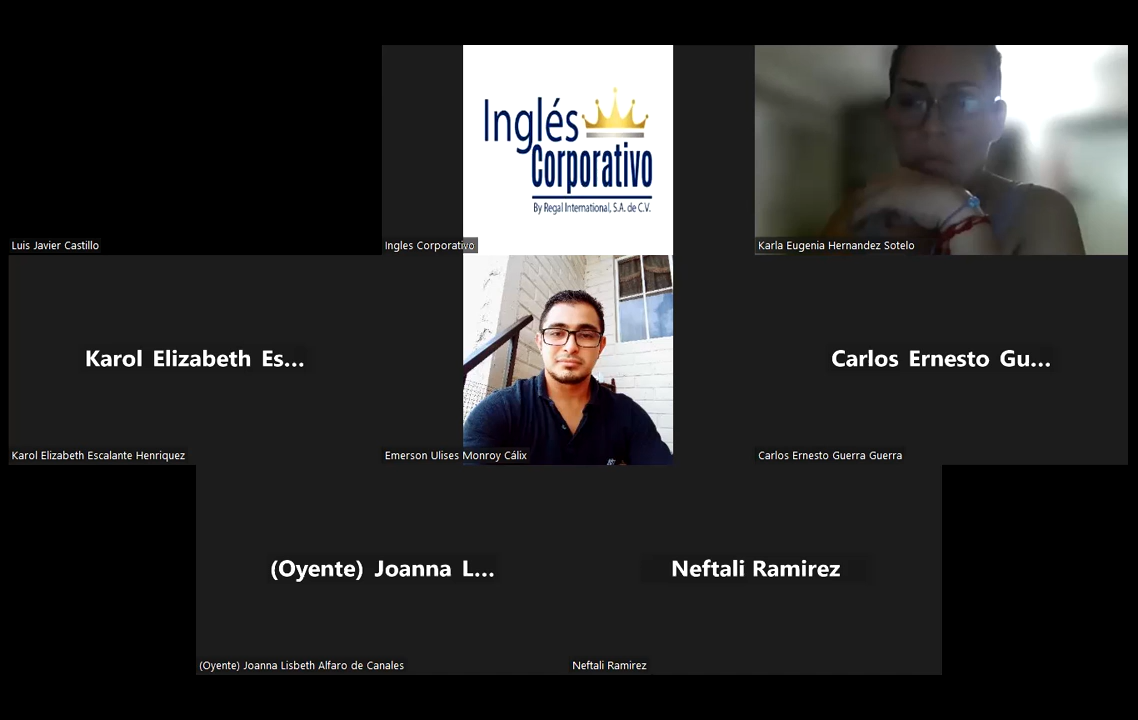 Inglés
Corporativo
By Regal International, S.A. de C.V.
Luis Javier Castillo
Ingles Corporativo
Karla Eugenia Hernandez Sotelo
Karol Elizabeth Es...
Carlos Ernesto Gu...
Karol Elizabeth Escalante Henriquez
Emerson Ulises Monroy Cálix
Carlos Ernesto Guerra Guerra
(Oyente) Joanna L...
Neftali Ramirez
(Oyente) Joanna Lisbeth Alfaro de Canales
Neftali Ramirez